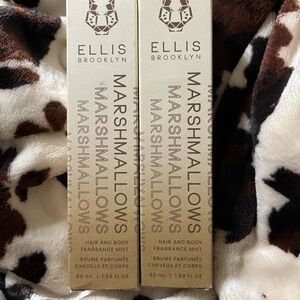 ELLIS
BROOKLYN
MARSHMALLOWS
MARSHMALLOWS
MARSHMALLOWS
HAIR AND BODY
FRAGRANCE MIST
BRUME PARFUMÉE
CHEVEUX ET CORPS
50 mL | 1.69 FL OZ
ELLIS
BROOKLYN
MARSHMALLOWS
MARSHMALLOWS
MARSHMALLOWS
HAIR AND BODY
FRAGRANCE MIST
BRUME PARFUMÉE
CHEVEUX ET CORPS
50 mL | 1.69 FL OZ